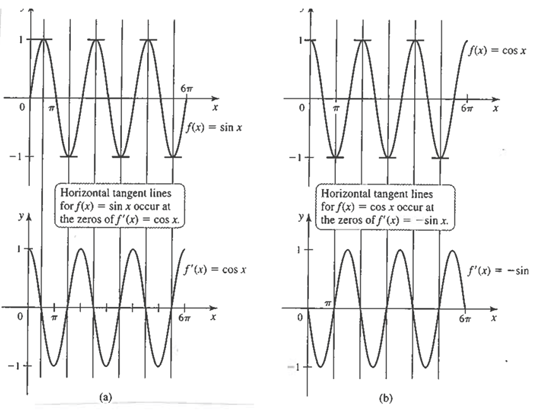 1
6π
0
π
x
f(x) = sin x
−1
Horizontal tangent lines
for f(x) = sin x occur at
the zeros of f′(x) = cos x.
y
1
f′(x) = cos x
0
π
6π
x
−1
(a)
1
f(x) = cos x
0
π
6π
x
−1
Horizontal tangent lines
for f(x) = cos x occur at
the zeros of f′(x) = −sin x.
y
1
f′(x) = −sin
π
0
6π
x
−1
(b)